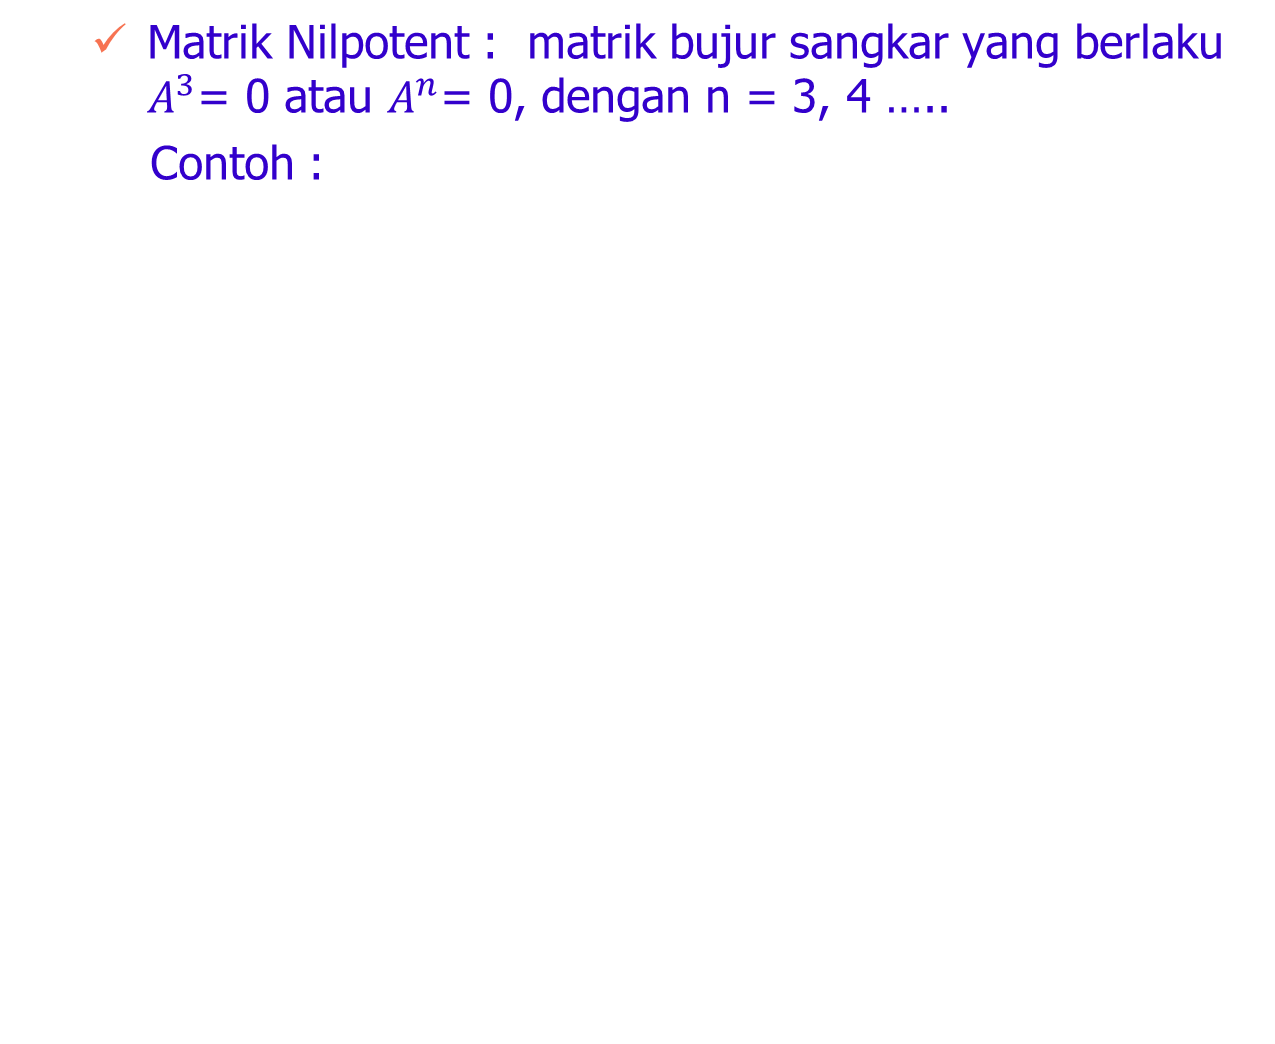 ✓ Matrik Nilpotent :  matrik bujur sangkar yang berlaku
𝐴³= 0 atau 𝐴ⁿ= 0, dengan n = 3, 4 …..
Contoh :